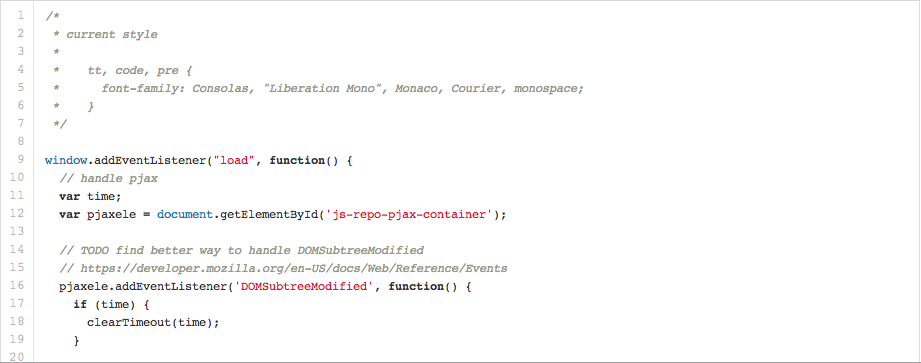 1 /*
2  * current style
3  *
4  *    tt, code, pre {
5  *      font-family: Consolas, "Liberation Mono", Monaco, Courier, monospace;
6  *    }
7  */
8
9 window.addEventListener("load", function() {
10   // handle pjax
11   var time;
12   var pjaxele = document.getElementById('js-repo-pjax-container');
13
14   // TODO find better way to handle DOMSubtreeModified
15   // https://developer.mozilla.org/en-US/docs/Web/Reference/Events
16   pjaxele.addEventListener('DOMSubtreeModified', function() {
17     if (time) {
18       clearTimeout(time);
19     }
20